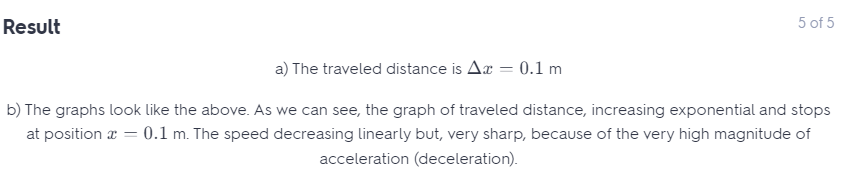 Result
5 of 5
a) The traveled distance is Δx = 0.1 m
b) The graphs look like the above. As we can see, the graph of traveled distance, increasing exponential and stops
at position x = 0.1 m. The speed decreasing linearly but, very sharp, because of the very high magnitude of
acceleration (deceleration).